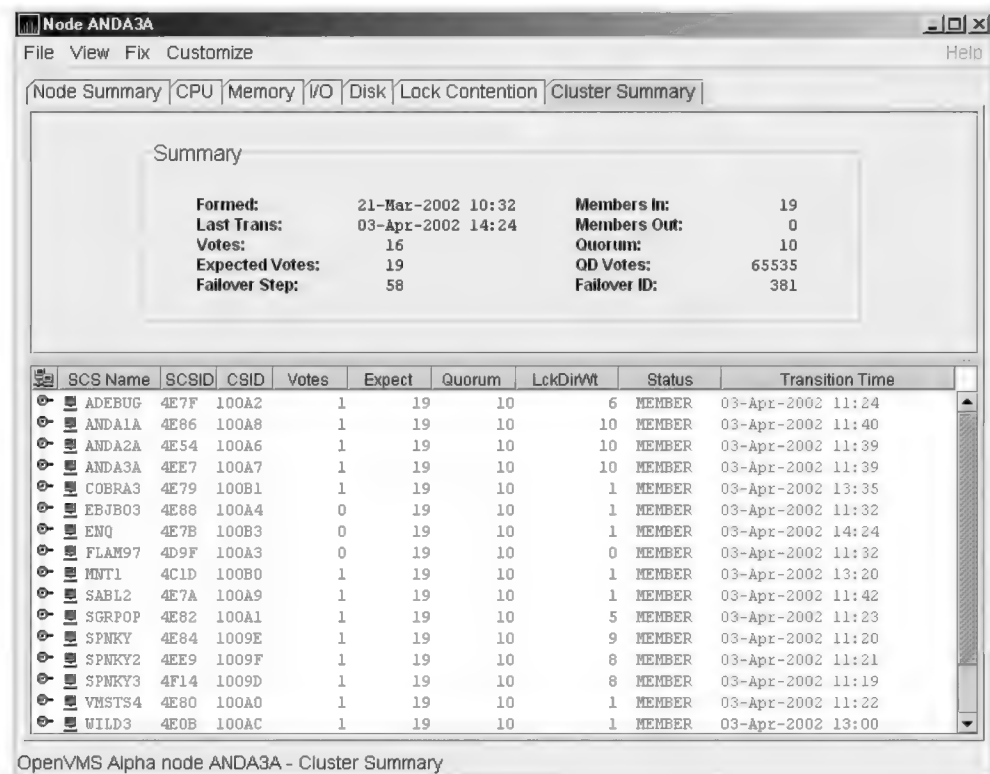 Node ANDA3A
File View Fix Customize Help
Node Summary CPU Memory I/O Disk Lock Contention Cluster Summary
Summary
Formed: 21-Mar-2002 10:32 Members In: 19
Last Trans: 03-Apr-2002 14:24 Members Out: 0
Votes: 16 Quorum: 10
Expected Votes: 19 QD Votes: 65535
Failover Step: 58 Failover ID: 381
SCS Name SCSID CSID Votes Expect Quorum LckDirWt Status Transition Time
ADEBUG 4E7F 100A2 1 19 10 6 MEMBER 03-Apr-2002 11:24
ANDA1A 4E86 100A8 1 19 10 10 MEMBER 03-Apr-2002 11:40
ANDA2A 4E54 100A6 1 19 10 10 MEMBER 03-Apr-2002 11:39
ANDA3A 4EE7 100A7 1 19 10 10 MEMBER 03-Apr-2002 11:39
COBRA3 4E79 100B1 1 19 10 1 MEMBER 03-Apr-2002 13:35
EBJB03 4E88 100A4 0 19 10 1 MEMBER 03-Apr-2002 11:32
ENQ 4E7B 100B3 0 19 10 1 MEMBER 03-Apr-2002 14:24
FLAM97 4D9F 100A3 0 19 10 0 MEMBER 03-Apr-2002 11:32
MNT1 4C1D 100B0 1 19 10 1 MEMBER 03-Apr-2002 13:20
SABL2 4E7A 100A9 1 19 10 1 MEMBER 03-Apr-2002 11:42
SGRPOP 4E82 100A1 1 19 10 5 MEMBER 03-Apr-2002 11:23
SPNKY 4E84 1009E 1 19 10 9 MEMBER 03-Apr-2002 11:20
SPNKY2 4EE9 1009F 1 19 10 8 MEMBER 03-Apr-2002 11:21
SPNKY3 4F14 1009D 1 19 10 8 MEMBER 03-Apr-2002 11:19
VMSTS4 4E80 100A0 1 19 10 1 MEMBER 03-Apr-2002 11:22
WILD3 4E0B 100AC 1 19 10 1 MEMBER 03-Apr-2002 13:00
OpenVMS Alpha node ANDA3A - Cluster Summary